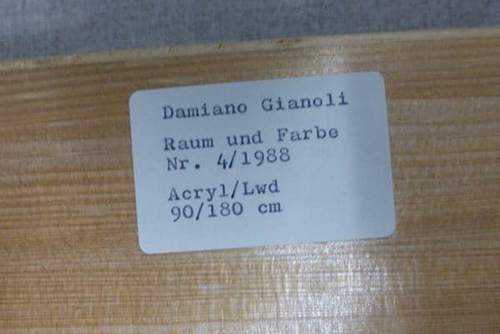 Damiano Gianoli
Raum und Farbe
Nr. 4/1988
Acryl/Lwd
90/180 cm